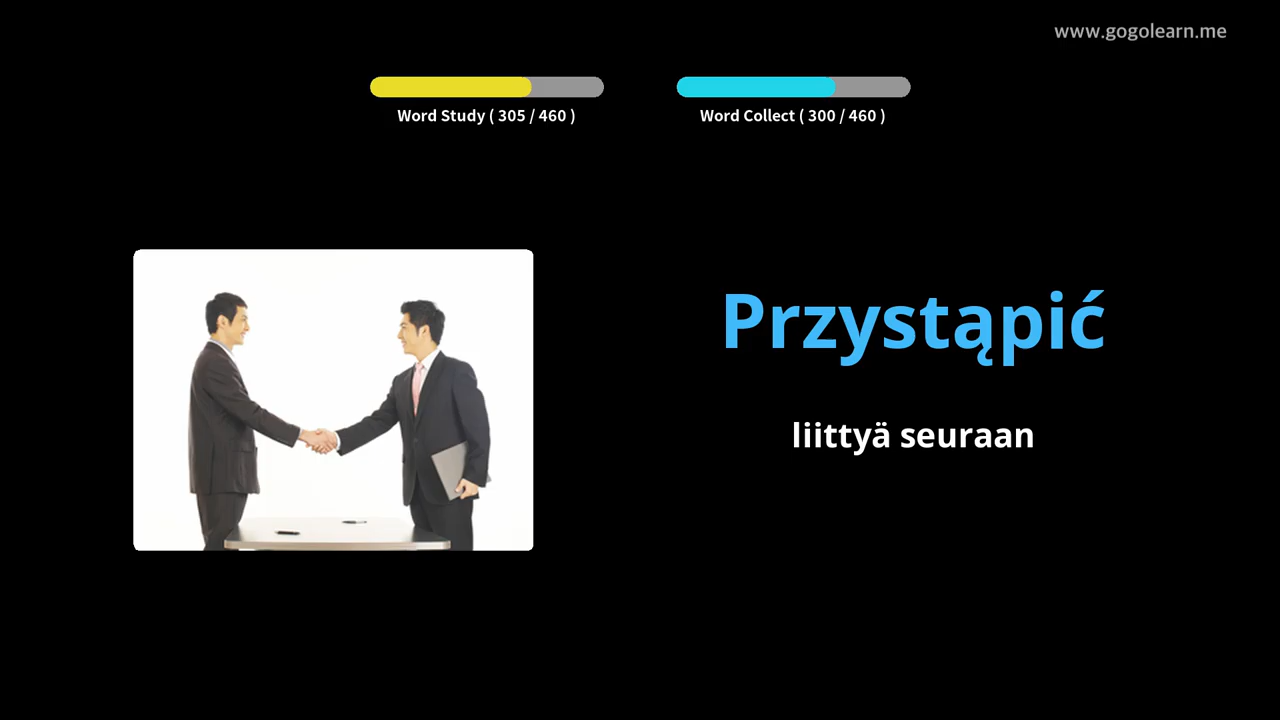 www.gogolearn.me
Word Study ( 305 / 460 )
Word Collect ( 300 / 460 )
Przystąpić
liittyä seuraan